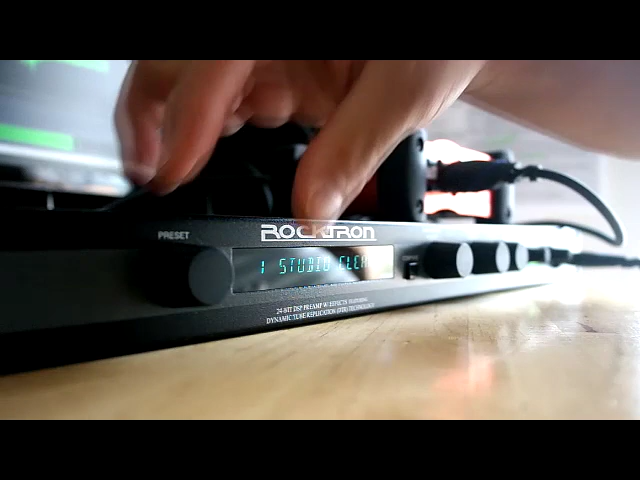 ROCKTRON
PRESET
1 STUDIO CLEA
24-BIT DSP PREAMP W/ EFFECTS FEATURING
DYNAMIC TUBE REPLICATION (DTR) TECHNOLOGY